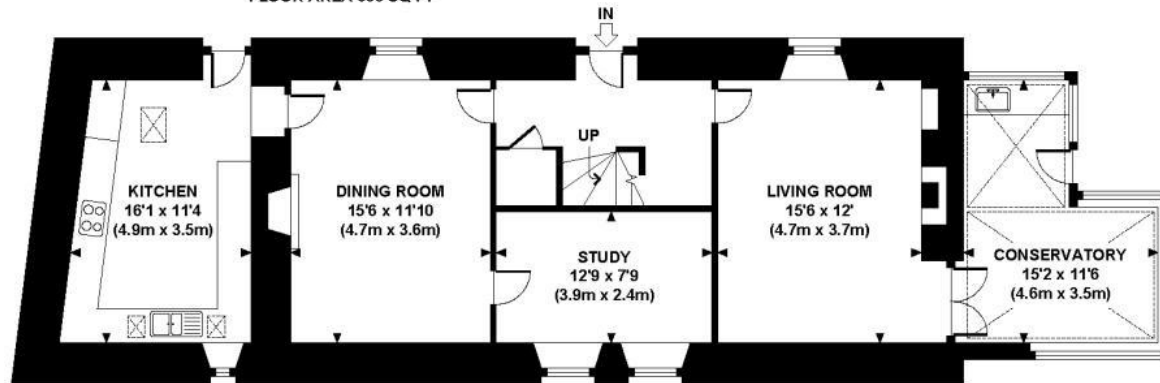 IN
UP
KITCHEN
16'1 x 11'4
(4.9m x 3.5m)
DINING ROOM
15'6 x 11'10
(4.7m x 3.6m)
STUDY
12'9 x 7'9
(3.9m x 2.4m)
LIVING ROOM
15'6 x 12'
(4.7m x 3.7m)
CONSERVATORY
15'2 x 11'6
(4.6m x 3.5m)